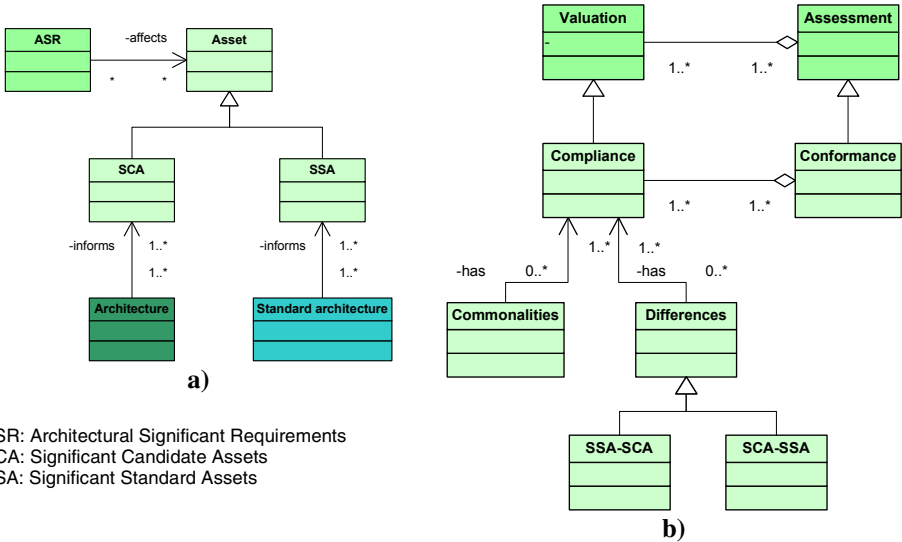 ASR
-affects
Asset
*
*
SCA
SSA
-informs
1..*
-informs
1..*
1..*
1..*
Architecture
Standard architecture
a)
SR: Architectural Significant Requirements
CA: Significant Candidate Assets
SA: Significant Standard Assets
Valuation
-
Assessment
1..*
1..*
Compliance
Conformance
1..*
1..*
1..*
1..*
-has
0..*
-has
0..*
Commonalities
Differences
SSA-SCA
SCA-SSA
b)